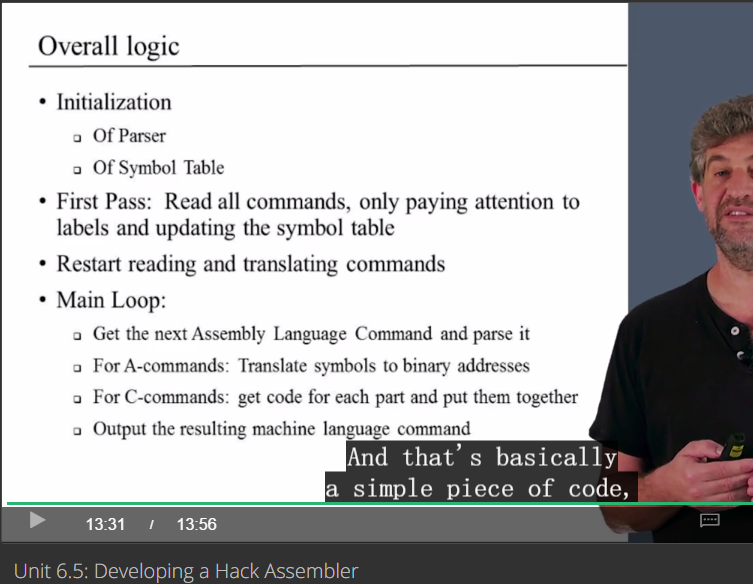 Overall logic
• Initialization
❑ Of Parser
❑ Of Symbol Table
• First Pass: Read all commands, only paying attention to
labels and updating the symbol table
• Restart reading and translating commands
• Main Loop:
❑ Get the next Assembly Language Command and parse it
❑ For A-commands: Translate symbols to binary addresses
❑ For C-commands: get code for each part and put them together
❑ Output the resulting machine language command
And that's basically
a simple piece of code,
13:31 / 13:56
Unit 6.5: Developing a Hack Assembler